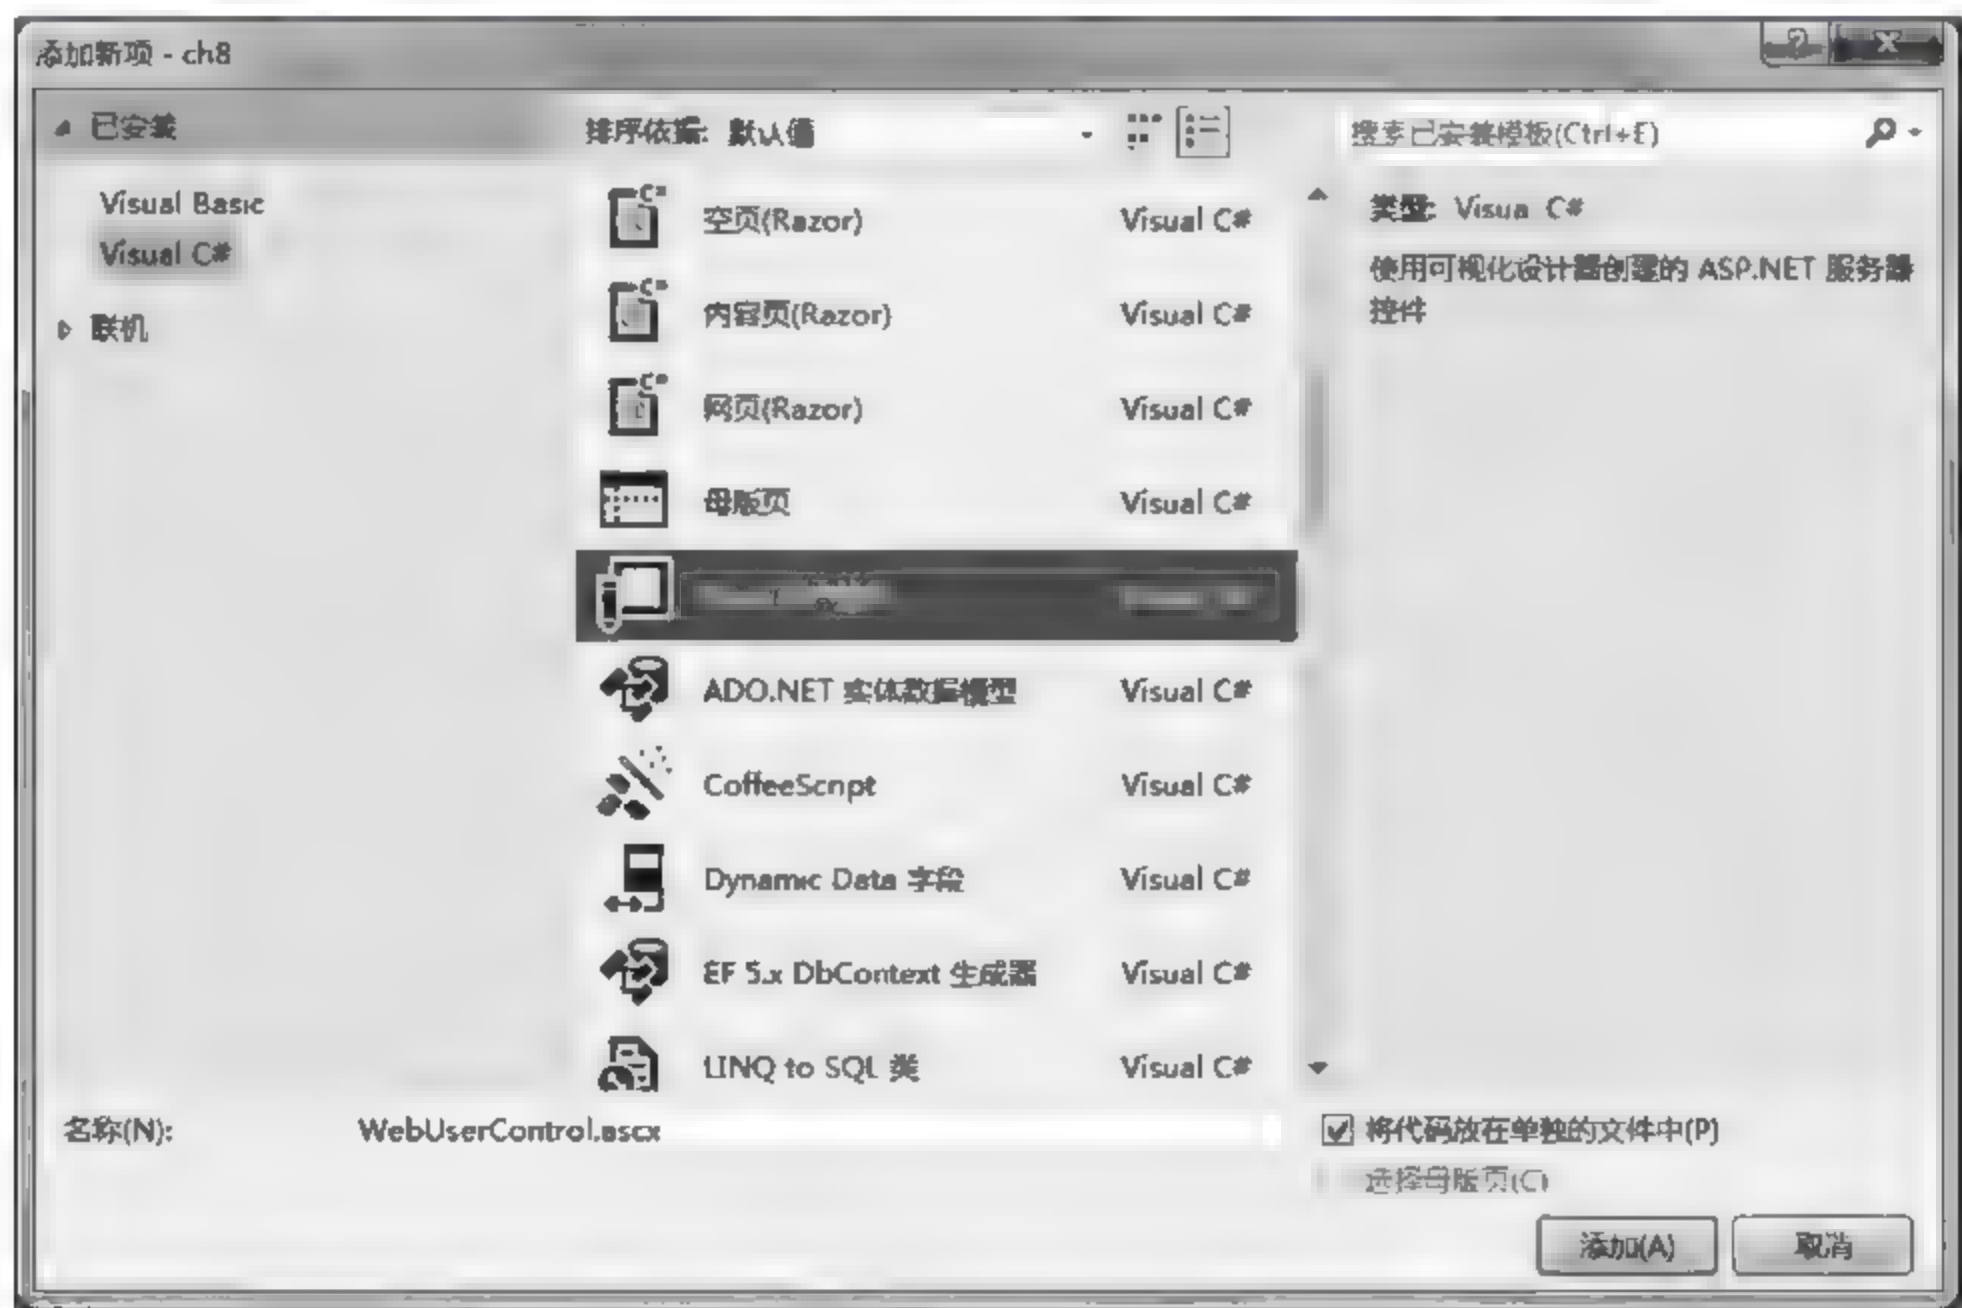 添加新项 - ch8
已安装
Visual Basic
Visual C#
联机
排序依据: 默认值
空页(Razor) Visual C#
内容页(Razor) Visual C#
网页(Razor) Visual C#
母版页 Visual C#
ADO.NET 实体数据模型 Visual C#
CoffeeScript Visual C#
Dynamic Data 字段 Visual C#
EF 5.x DbContext 生成器 Visual C#
LINQ to SQL 类 Visual C#
搜索已安装模板(Ctrl+E)
类型: Visual C#
使用可视化设计器创建的 ASP.NET 服务器
控件
名称(N): WebUserControl.ascx
将代码放在单独的文件中(P)
选择母版页(C)
添加(A) 取消